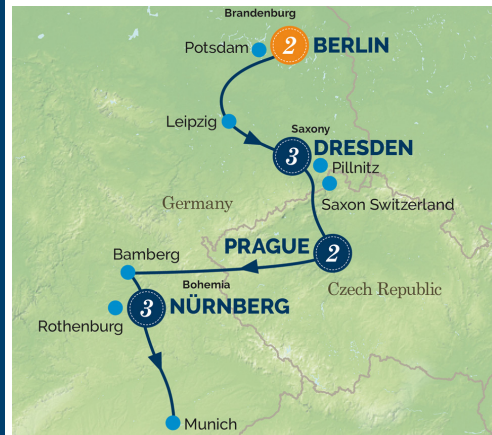 Brandenburg
Potsdam
2
BERLIN
Leipzig
Saxony
3
DRESDEN
Pillnitz
Saxon Switzerland
Germany
PRAGUE
2
Bamberg
Bohemia
Czech Republic
3
NÜRNBERG
Rothenburg
Munich